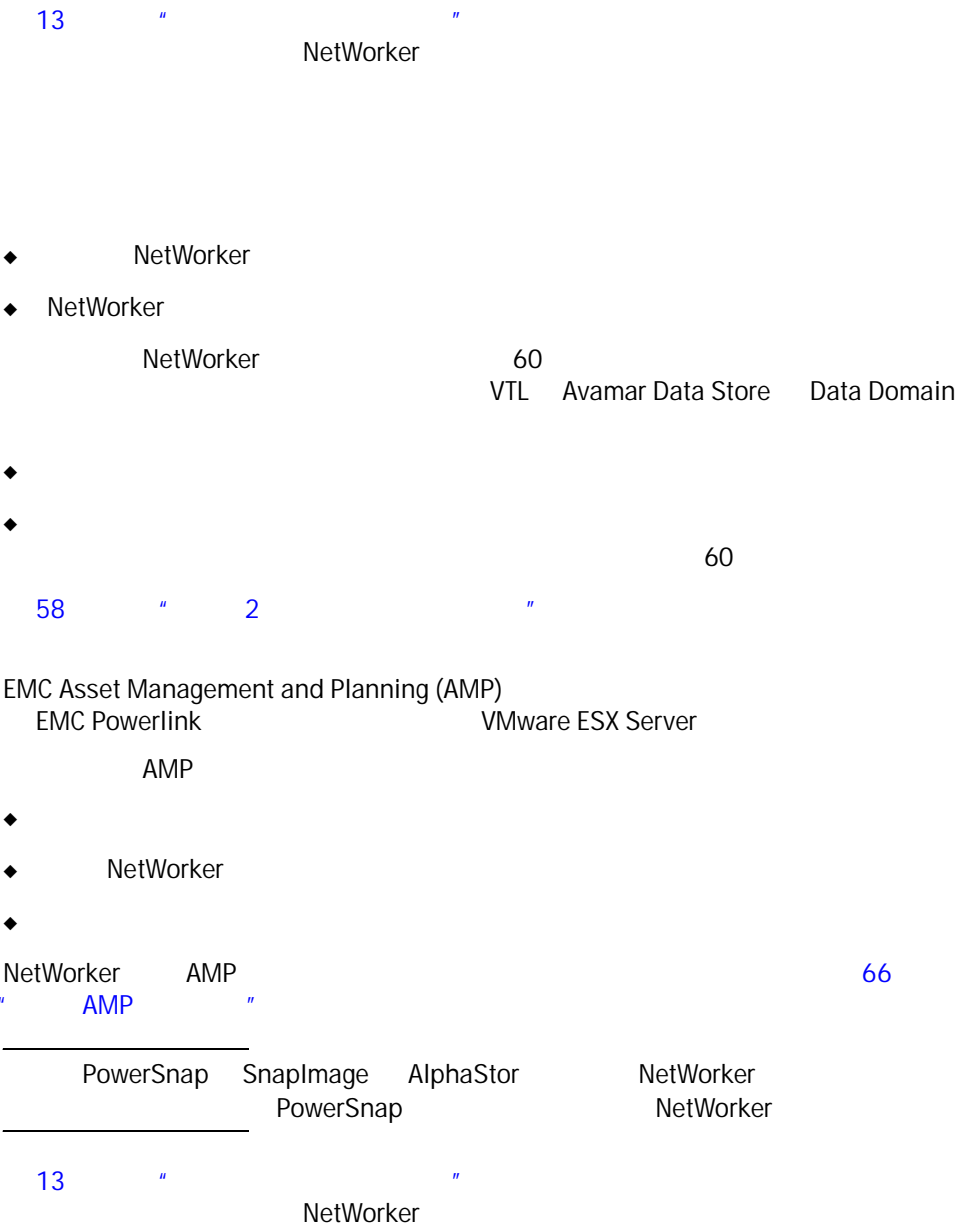 13 “ ”
NetWorker
◆ NetWorker
◆ NetWorker
NetWorker 60
VTL Avamar Data Store Data Domain
◆
◆
60
58 “ 2 ”
EMC Asset Management and Planning (AMP)
EMC Powerlink VMware ESX Server
AMP
◆
◆ NetWorker
◆
NetWorker AMP 66
“ AMP ”
PowerSnap SnapImage AlphaStor NetWorker
PowerSnap NetWorker
13 “ ”
NetWorker